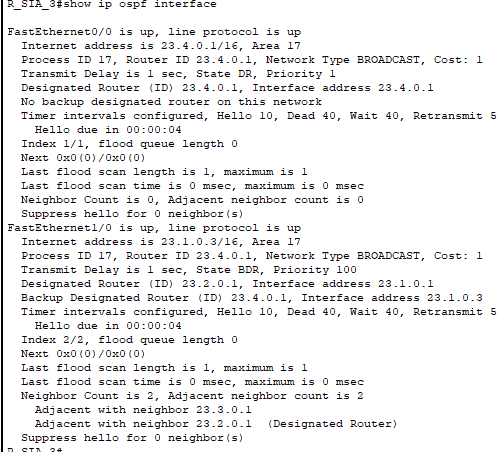 R_SIA_3#show ip ospf interface
FastEthernet0/0 is up, line protocol is up
Internet address is 23.4.0.1/16, Area 17
Process ID 17, Router ID 23.4.0.1, Network Type BROADCAST, Cost: 1
Transmit Delay is 1 sec, State DR, Priority 1
Designated Router (ID) 23.4.0.1, Interface address 23.4.0.1
No backup designated router on this network
Timer intervals configured, Hello 10, Dead 40, Wait 40, Retransmit 5
Hello due in 00:00:04
Index 1/1, flood queue length 0
Next 0x0(0)/0x0(0)
Last flood scan length is 1, maximum is 1
Last flood scan time is 0 msec, maximum is 0 msec
Neighbor Count is 0, Adjacent neighbor count is 0
Suppress hello for 0 neighbor(s)
FastEthernet1/0 is up, line protocol is up
Internet address is 23.1.0.3/16, Area 17
Process ID 17, Router ID 23.4.0.1, Network Type BROADCAST, Cost: 1
Transmit Delay is 1 sec, State BDR, Priority 100
Designated Router (ID) 23.2.0.1, Interface address 23.1.0.1
Backup Designated Router (ID) 23.4.0.1, Interface address 23.1.0.3
Timer intervals configured, Hello 10, Dead 40, Wait 40, Retransmit 5
Hello due in 00:00:04
Index 2/2, flood queue length 0
Next 0x0(0)/0x0(0)
Last flood scan length is 1, maximum is 1
Last flood scan time is 0 msec, maximum is 0 msec
Neighbor Count is 2, Adjacent neighbor count is 2
Adjacent with neighbor 23.3.0.1
Adjacent with neighbor 23.2.0.1 (Designated Router)
Suppress hello for 0 neighbor(s)
R_SIA_3#